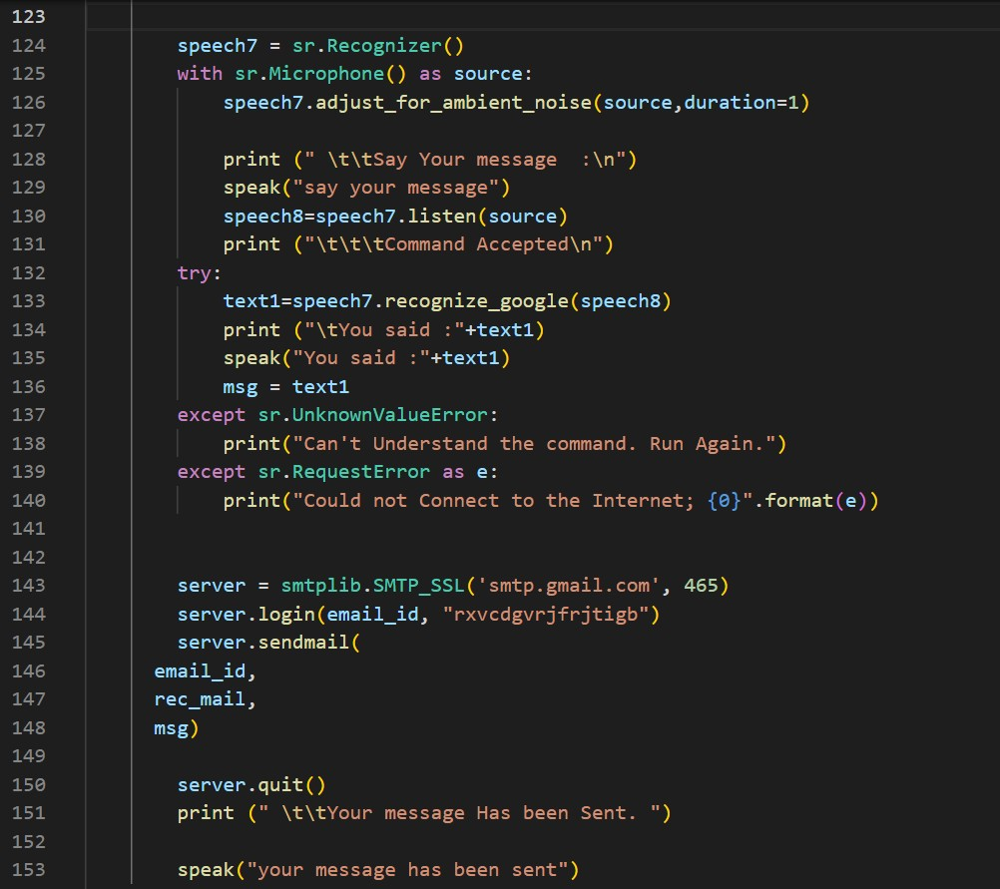 123
124 speech7 = sr.Recognizer()
125 with sr.Microphone() as source:
126 speech7.adjust_for_ambient_noise(source,duration=1)
127
128 print (" \t\tSay Your message  :\n")
129 speak("say your message")
130 speech8=speech7.listen(source)
131 print ("\t\t\tCommand Accepted\n")
132 try:
133 text1=speech7.recognize_google(speech8)
134 print ("\tYou said :"+text1)
135 speak("You said :"+text1)
136 msg = text1
137 except sr.UnknownValueError:
138 print("Can't Understand the command. Run Again.")
139 except sr.RequestError as e:
140 print("Could not Connect to the Internet; {0}".format(e))
141
142
143 server = smtplib.SMTP_SSL('smtp.gmail.com', 465)
144 server.login(email_id, "rxvcdgvrjfrjtigb")
145 server.sendmail(
146 email_id,
147 rec_mail,
148 msg)
149
150 server.quit()
151 print (" \t\tYour message Has been Sent. ")
152
153 speak("your message has been sent")